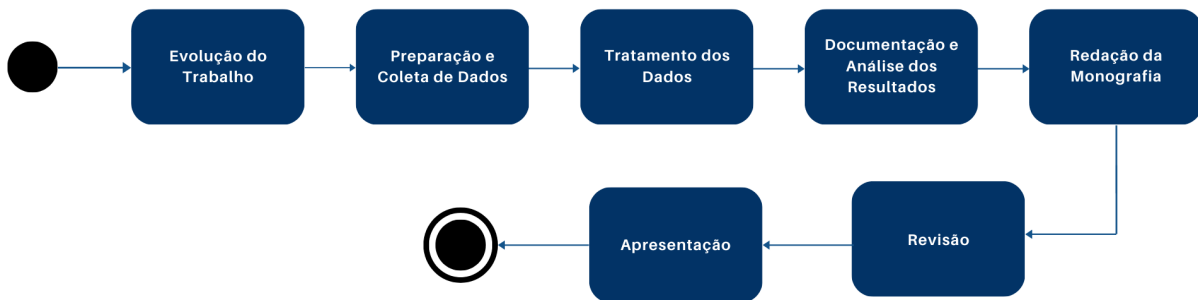 Evolução do
Trabalho
Preparação e
Coleta de Dados
Tratamento dos
Dados
Documentação e
Análise dos
Resultados
Redação da
Monografia
Revisão
Apresentação